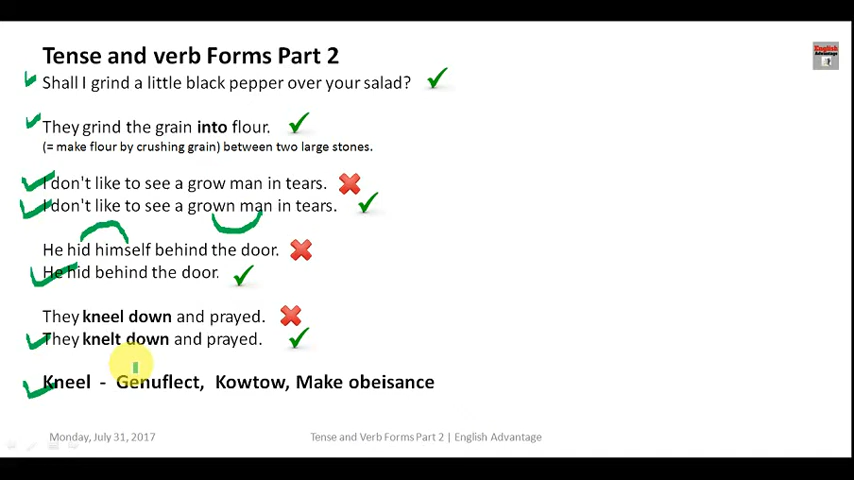 Tense and verb Forms Part 2
English
Advantage
Shall I grind a little black pepper over your salad?
They grind the grain into flour.
(= make flour by crushing grain) between two large stones.
I don't like to see a grow man in tears.
I don't like to see a grown man in tears.
He hid himself behind the door.
He hid behind the door.
They kneel down and prayed.
They knelt down and prayed.
Kneel - Genuflect, Kowtow, Make obeisance
Monday, July 31, 2017
Tense and Verb Forms Part 2 | English Advantage